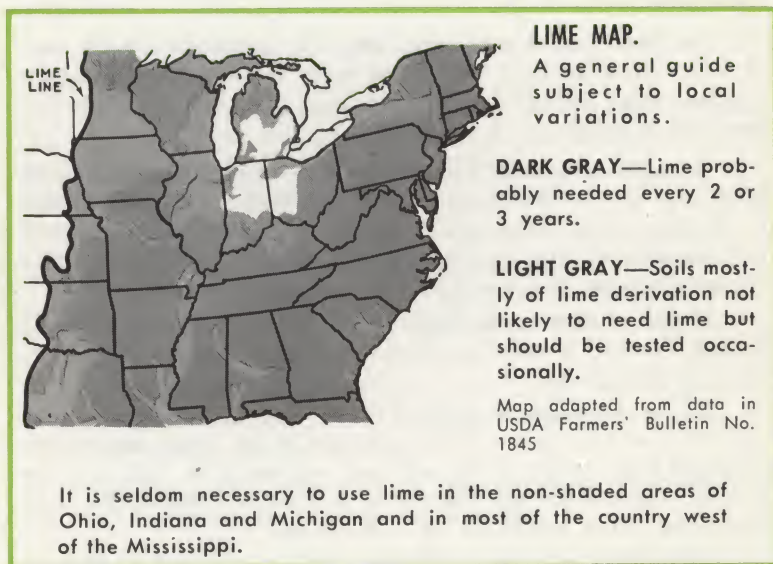 LIME MAP.
A general guide
subject to local
variations.
LIME
LINE
DARK GRAY—Lime prob-
ably needed every 2 or
3 years.
LIGHT GRAY—Soils most-
ly of lime derivation not
likely to need lime but
should be tested occa-
sionally.
Map adapted from data in
USDA Farmers' Bulletin No.
1845
It is seldom necessary to use lime in the non-shaded areas of
Ohio, Indiana and Michigan and in most of the country west
of the Mississippi.